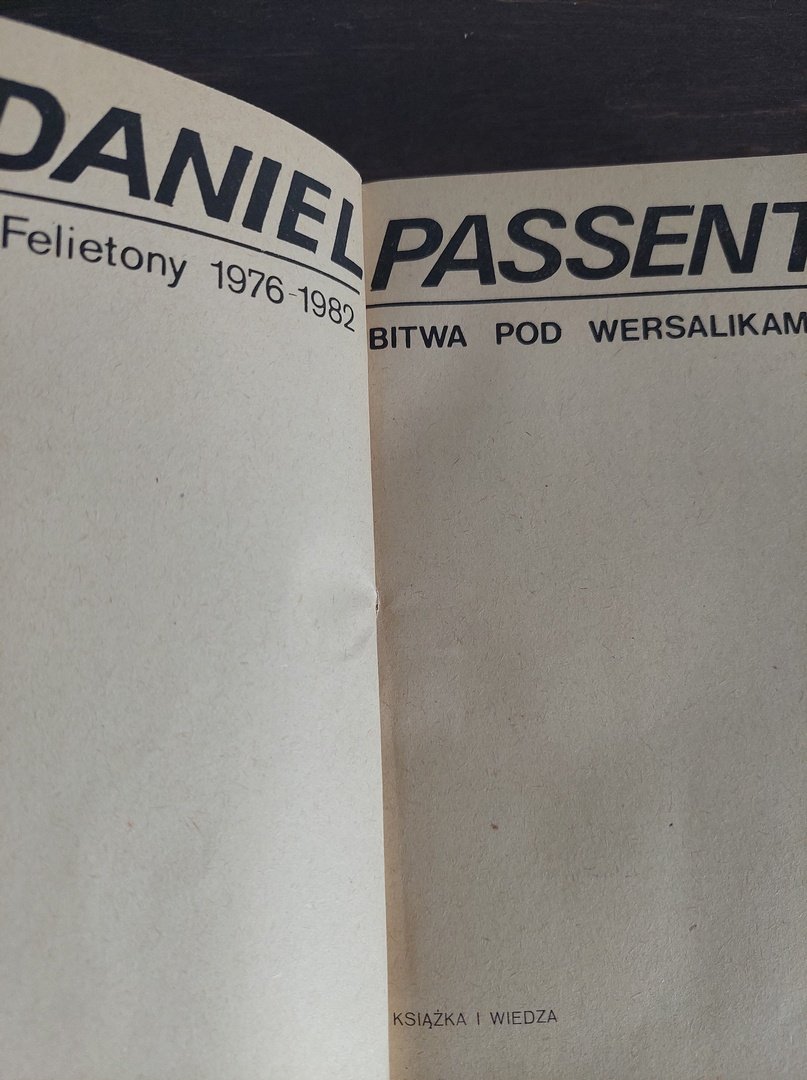 DANIEL PASSENT
Felietony 1976-1982
BITWA POD WERSALIKAM
KSIĄŻKA I WIEDZA